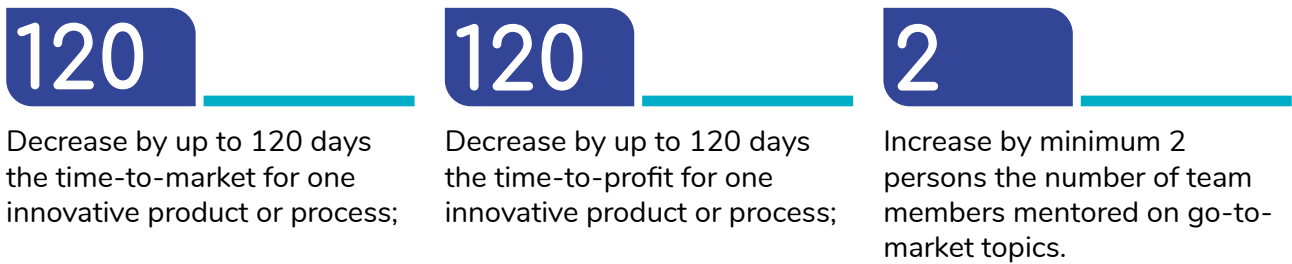 120
Decrease by up to 120 days
the time-to-market for one
innovative product or process;
120
Decrease by up to 120 days
the time-to-profit for one
innovative product or process;
2
Increase by minimum 2
persons the number of team
members mentored on go-to-
market topics.